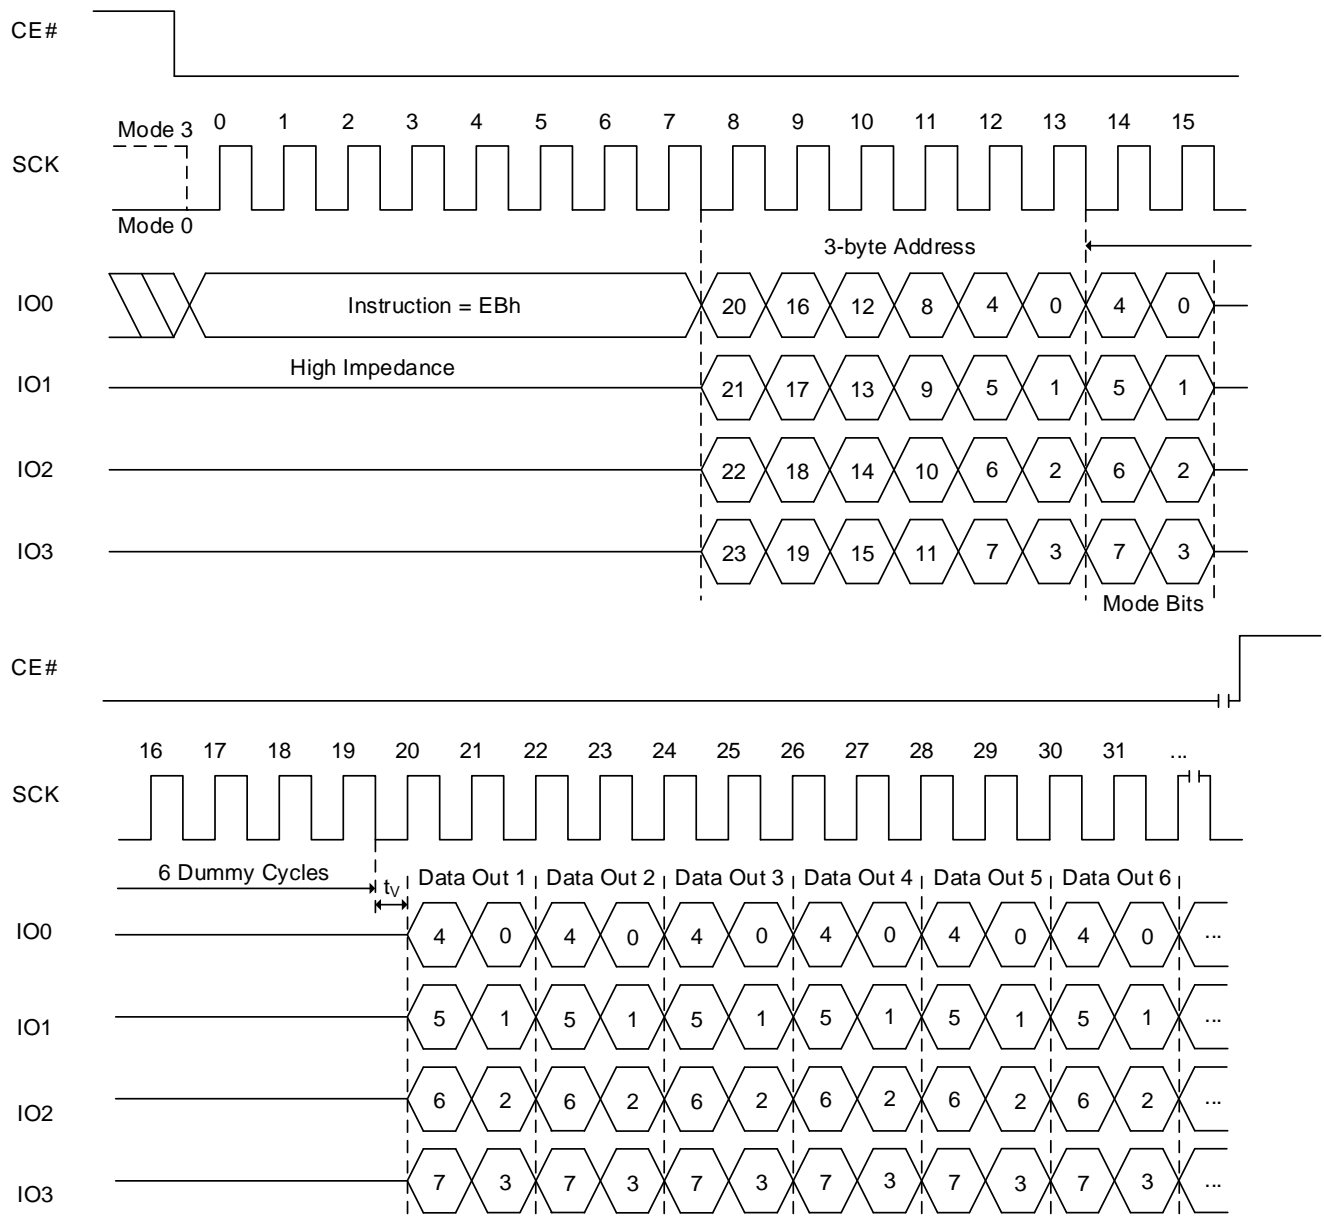 CE#
Mode 3 0 1 2 3 4 5 6 7 8 9 10 11 12 13 14 15
SCK
Mode 0
3-byte Address
IO0 Instruction = EBh 20 16 12 8 4 0 4 0
High Impedance
IO1 21 17 13 9 5 1 5 1
IO2 22 18 14 10 6 2 6 2
IO3 23 19 15 11 7 3 7 3
Mode Bits
CE#
16 17 18 19 20 21 22 23 24 25 26 27 28 29 30 31 ...
SCK
6 Dummy Cycles tV Data Out 1 Data Out 2 Data Out 3 Data Out 4 Data Out 5 Data Out 6
IO0 4 0 4 0 4 0 4 0 4 0 4 0 ...
IO1 5 1 5 1 5 1 5 1 5 1 5 1 ...
IO2 6 2 6 2 6 2 6 2 6 2 6 2 ...
IO3 7 3 7 3 7 3 7 3 7 3 7 3 ...